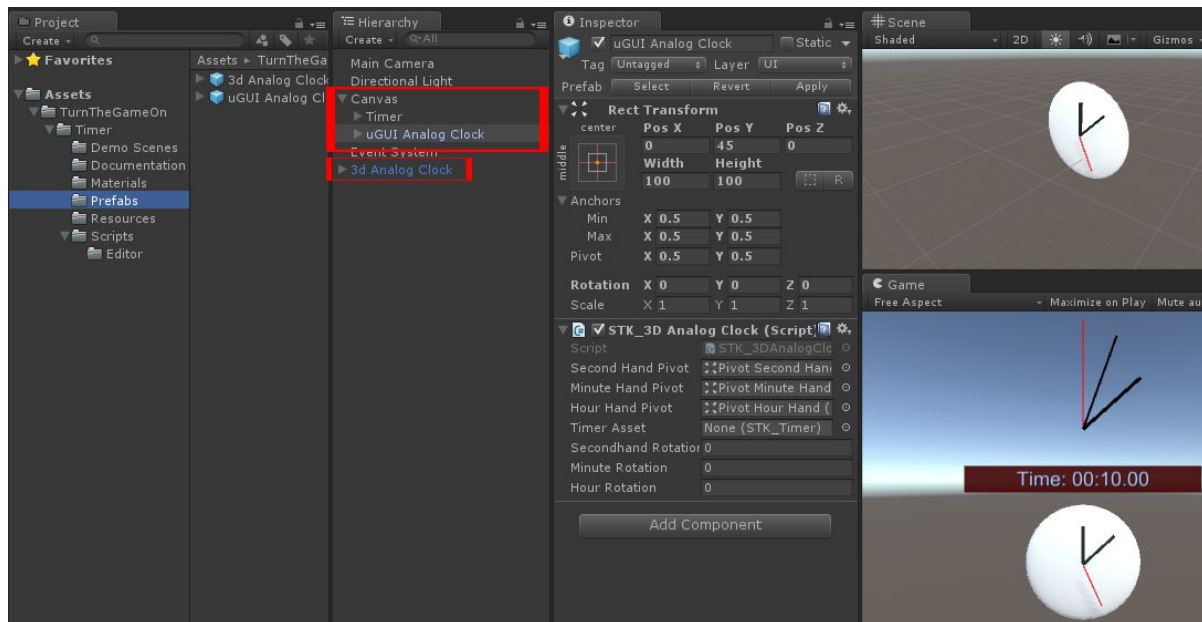 Project
Create
Favorites
Assets
TurnTheGameOn
Timer
Demo Scenes
Documentation
Materials
Prefabs
Resources
Scripts
Editor
Assets ▸ TurnTheGa
3d Analog Clock
uGUI Analog Cl
Hierarchy
Create All
Main Camera
Directional Light
Canvas
Timer
uGUI Analog Clock
Event System
3d Analog Clock
Inspector
uGUI Analog Clock Static
Tag Untagged Layer UI
Prefab Select Revert Apply
Rect Transform
center Pos X Pos Y Pos Z
middle 0 45 0
Width Height
100 100 R
Anchors
Min X 0.5 Y 0.5
Max X 0.5 Y 0.5
Pivot X 0.5 Y 0.5
Rotation X 0 Y 0 Z 0
Scale X 1 Y 1 Z 1
STK_3D Analog Clock (Script)
Script STK_3DAnalogClo
Second Hand Pivot Pivot Second Han
Minute Hand Pivot Pivot Minute Hand
Hour Hand Pivot Pivot Hour Hand (
Timer Asset None (STK_Timer)
Secondhand Rotation 0
Minute Rotation 0
Hour Rotation 0
Add Component
Scene
Shaded 2D Gizmos
Game
Free Aspect Maximize on Play Mute au
Time: 00:10.00